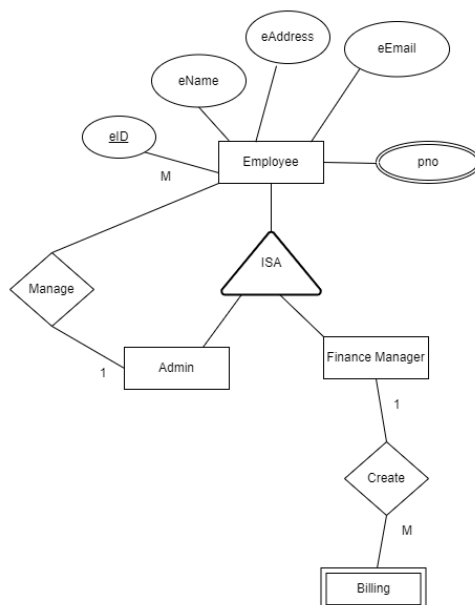 eAddress
eEmail
eName
eID
Employee
pno
M
ISA
Manage
Finance Manager
Admin
1
1
Create
M
Billing